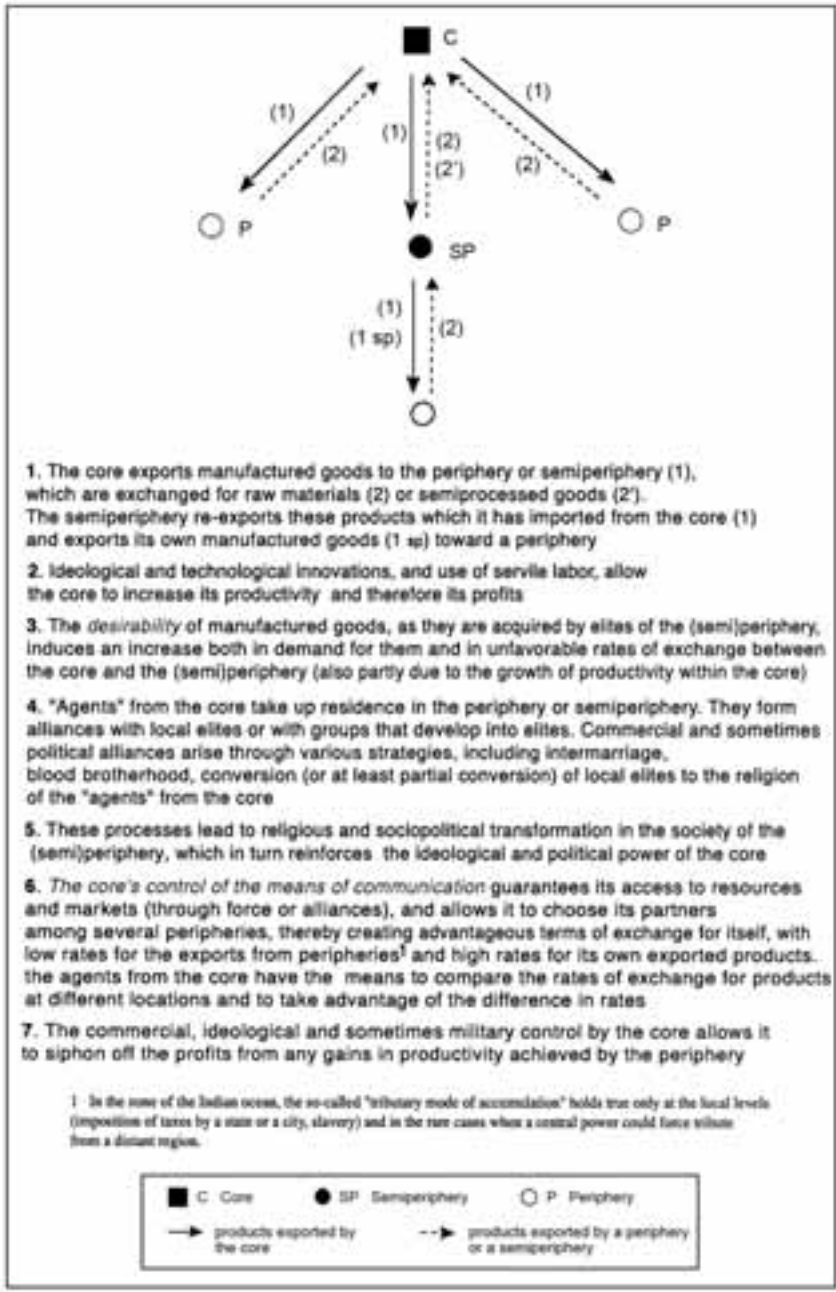 C
(1)
(2)
(1)
(2)
(2')
(1)
(2)
P
P
SP
(1)
(1 sp)
(2)
1. The core exports manufactured goods to the periphery or semiperiphery (1),
which are exchanged for raw materials (2) or semiprocessed goods (2').
The semiperiphery re-exports these products which it has imported from the core (1)
and exports its own manufactured goods (1 sp) toward a periphery
2. Ideological and technological innovations, and use of servile labor, allow
the core to increase its productivity and therefore its profits
3. The desirability of manufactured goods, as they are acquired by elites of the (semi)periphery,
induces an increase both in demand for them and in unfavorable rates of exchange between
the core and the (semi)periphery (also partly due to the growth of productivity within the core)
4. "Agents" from the core take up residence in the periphery or semiperiphery. They form
alliances with local elites or with groups that develop into elites. Commercial and sometimes
political alliances arise through various strategies, including intermarriage,
blood brotherhood, conversion (or at least partial conversion) of local elites to the religion
of the "agents" from the core
5. These processes lead to religious and sociopolitical transformation in the society of the
(semi)periphery, which in turn reinforces the ideological and political power of the core
6. The core's control of the means of communication guarantees its access to resources
and markets (through force or alliances), and allows it to choose its partners
among several peripheries, thereby creating advantageous terms of exchange for itself, with
low rates for the exports from peripheries1 and high rates for its own exported products.
the agents from the core have the means to compare the rates of exchange for products
at different locations and to take advantage of the difference in rates
7. The commercial, ideological and sometimes military control by the core allows it
to siphon off the profits from any gains in productivity achieved by the periphery
1 In the zone of the Indian ocean, the so-called "tributary mode of accumulation" holds true only at the local levels
(imposition of taxes by a state or a city, slavery) and in the rare cases when a central power could force tribute
from a distant region.
C Core SP Semiperiphery P Periphery
products exported by
the core
products exported by a periphery
or a semiperiphery